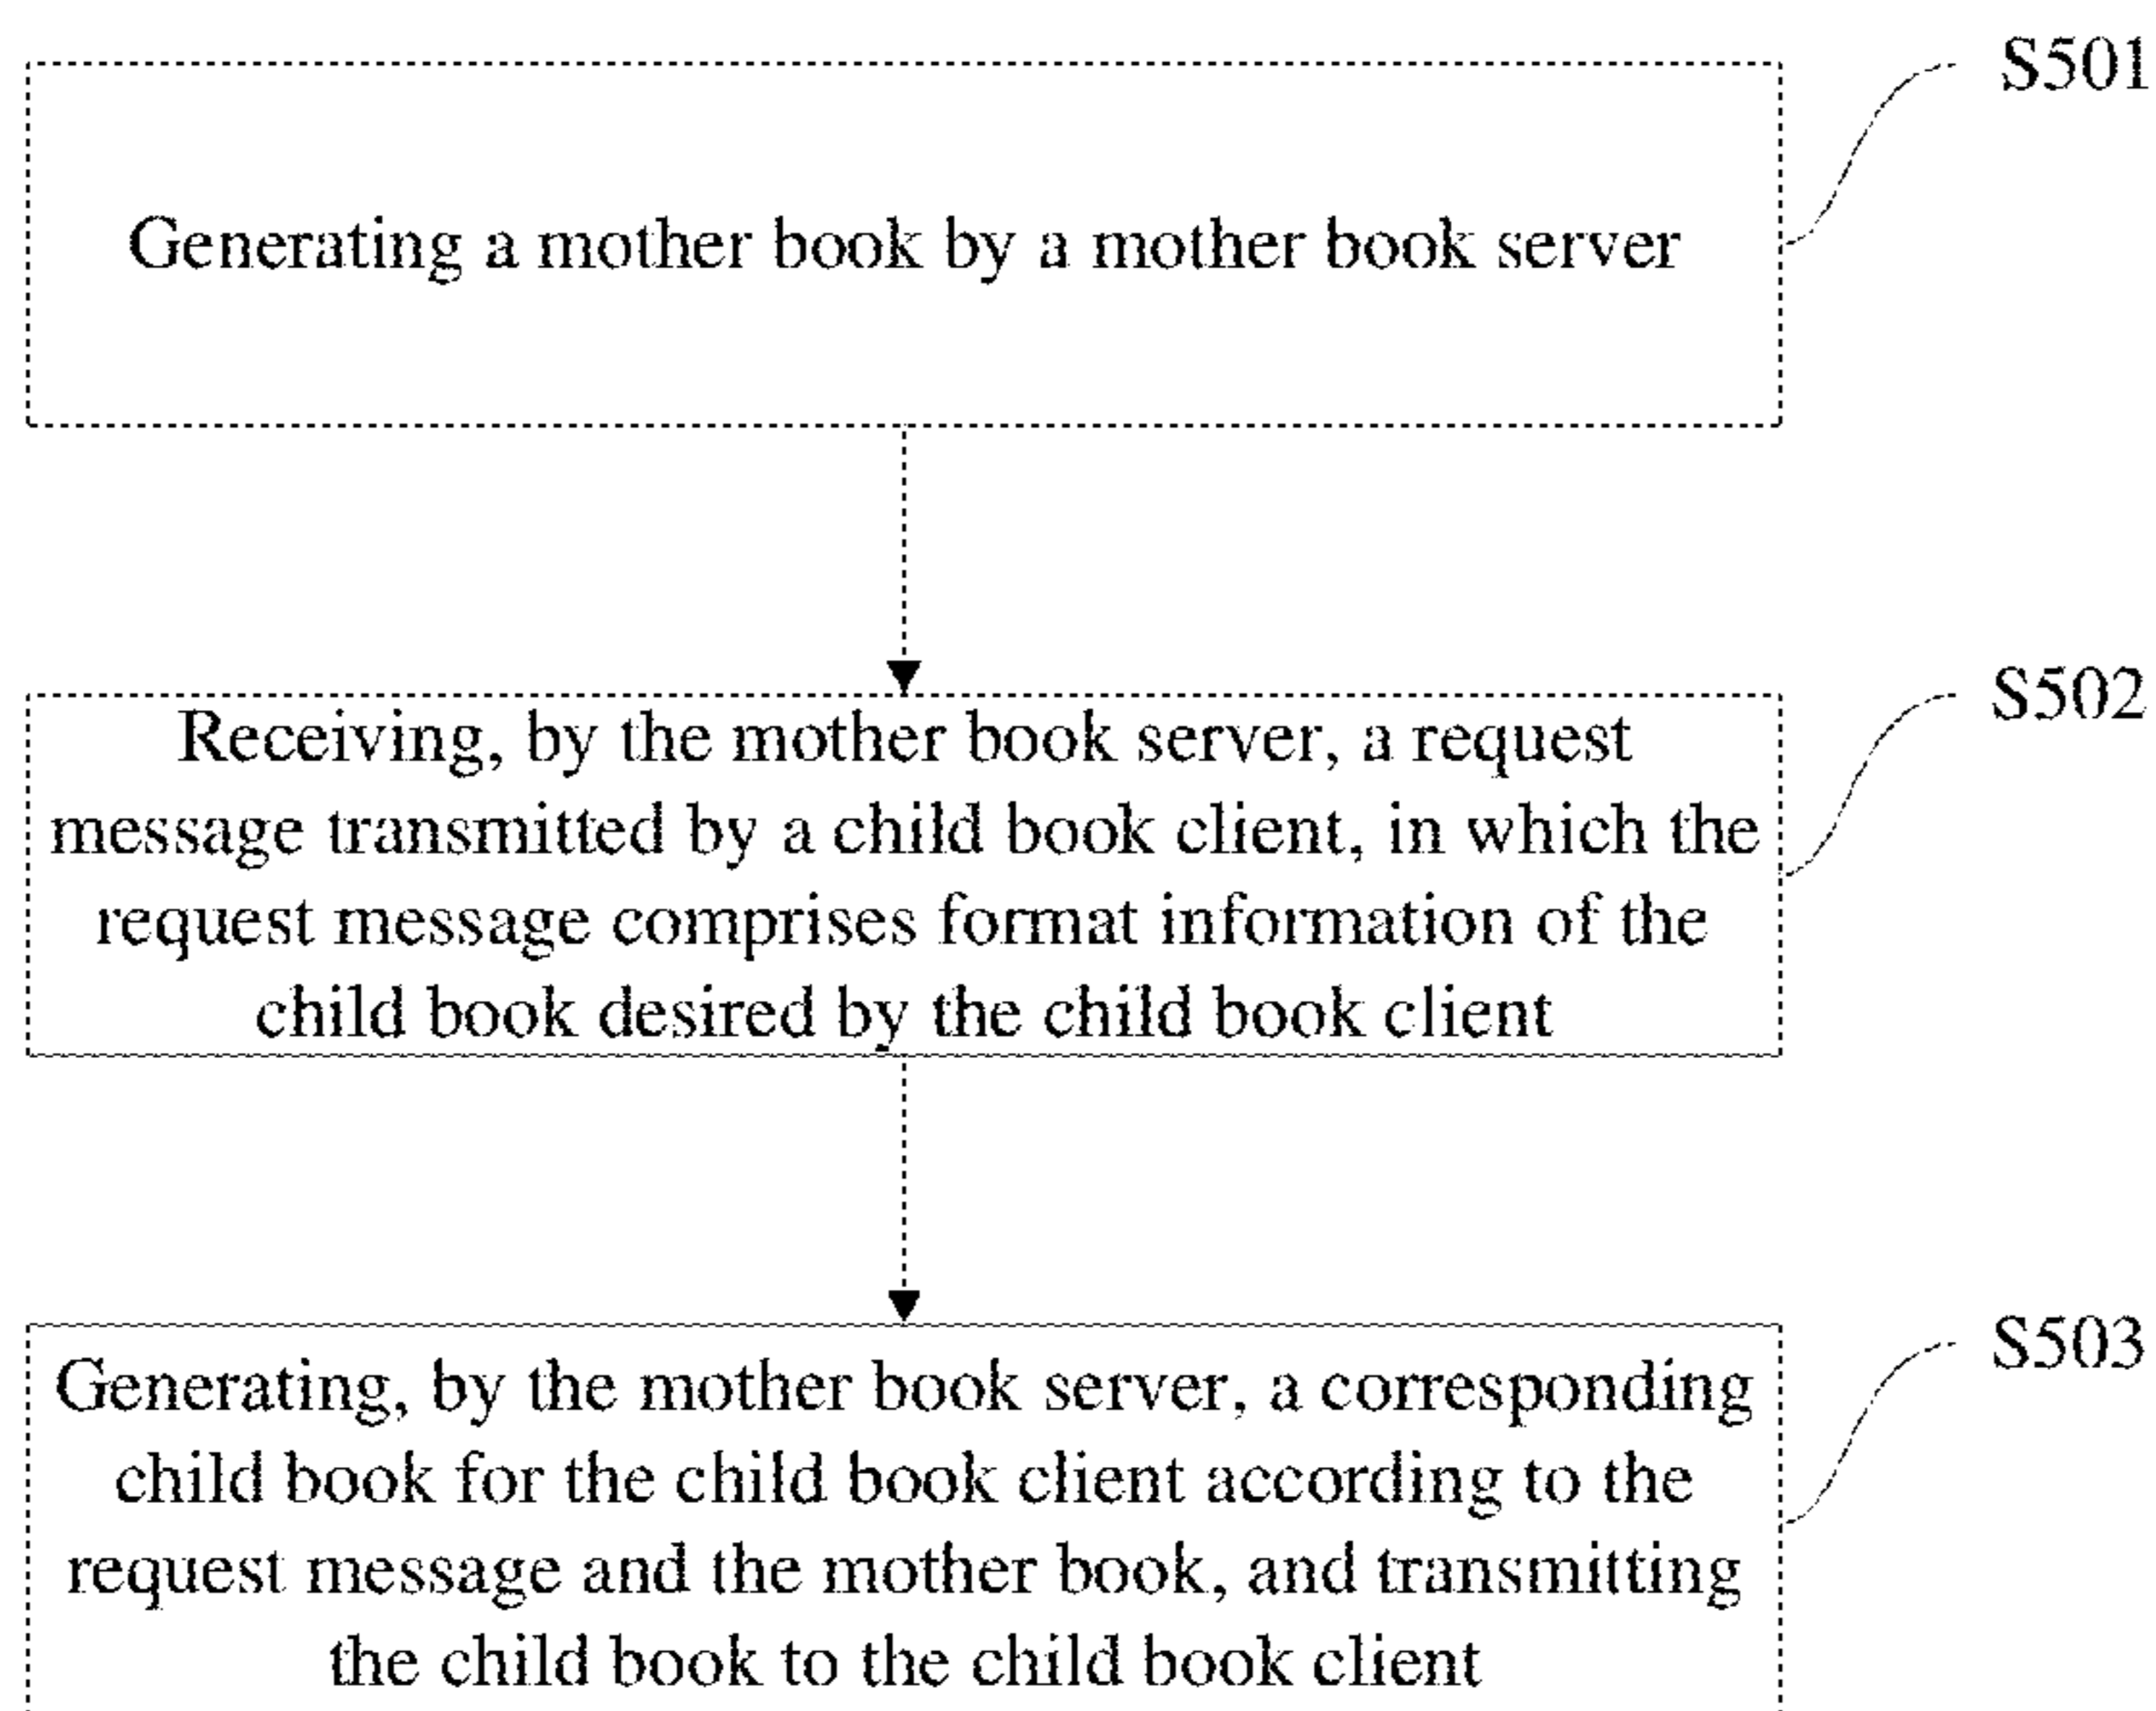 S501
Generating a mother book by a mother book server
S502
Receiving, by the mother book server, a request
message transmitted by a child book client, in which the
request message comprises format information of the
child book desired by the child book client
S503
Generating, by the mother book server, a corresponding
child book for the child book client according to the
request message and the mother book, and transmitting
the child book to the child book client